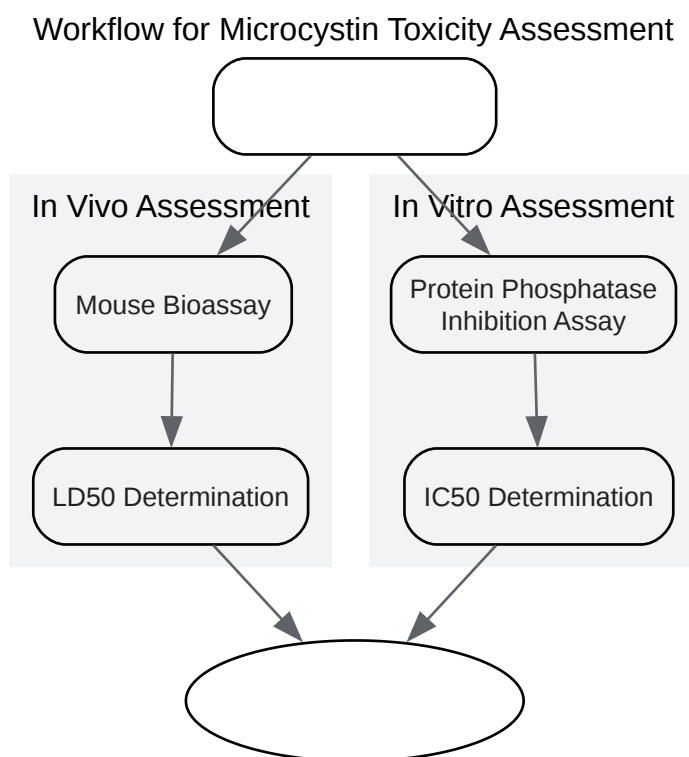 Workflow for Microcystin Toxicity Assessment
In Vivo Assessment
In Vitro Assessment
Mouse Bioassay
Protein Phosphatase
Inhibition Assay
LD50 Determination
IC50 Determination